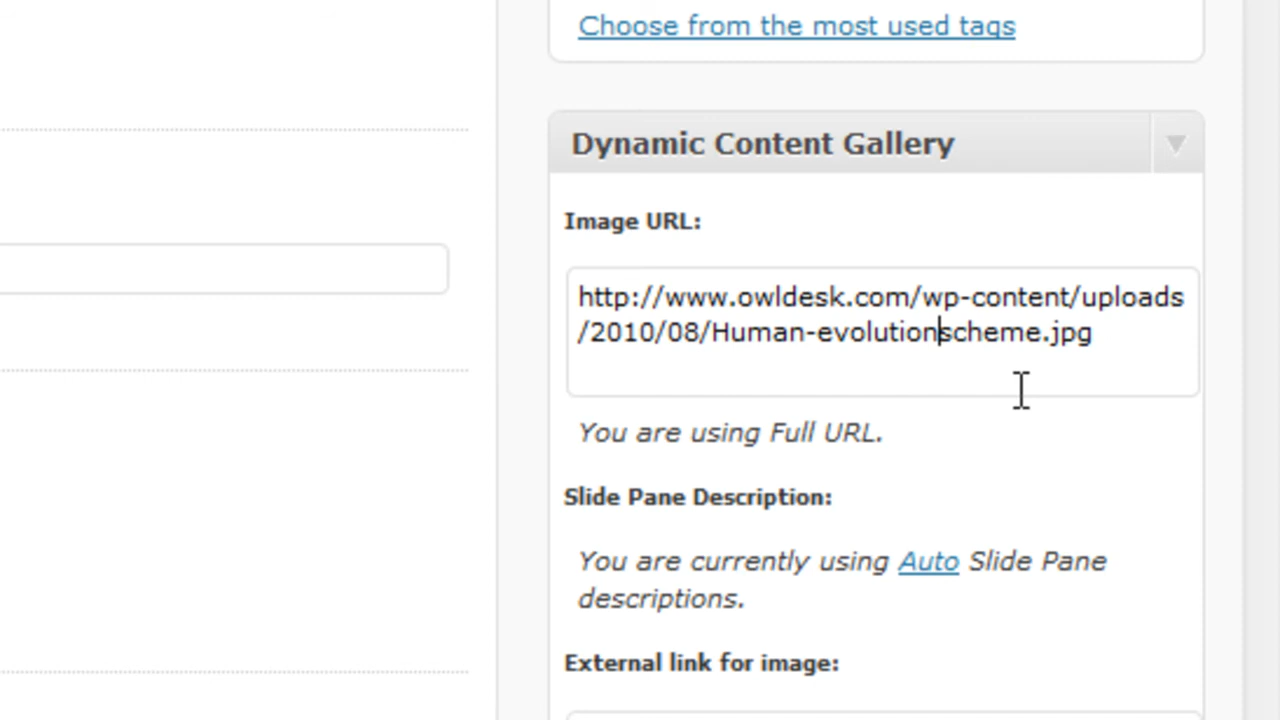 Choose from the most used tags
Dynamic Content Gallery
Image URL:
http://www.owldesk.com/wp-content/uploads
/2010/08/Human-evolutionscheme.jpg
You are using Full URL.
Slide Pane Description:
You are currently using Auto Slide Pane
descriptions.
External link for image: